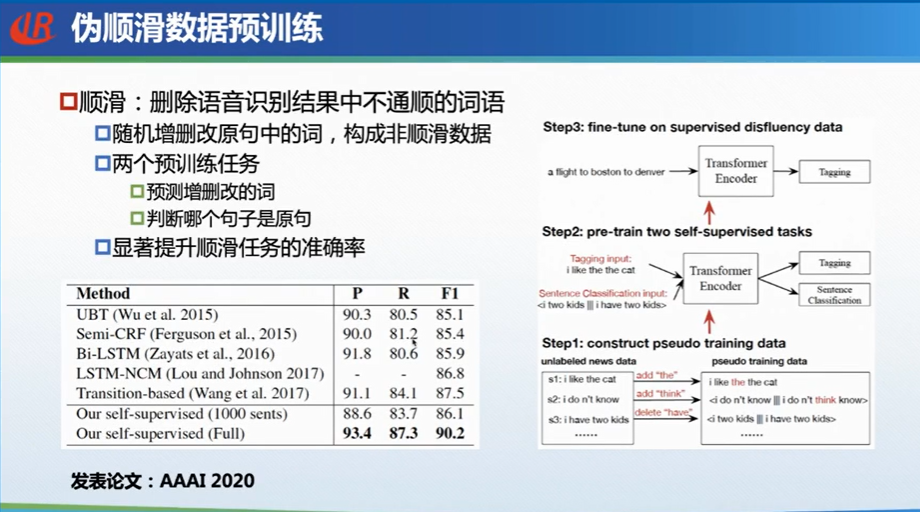 伪顺滑数据预训练
顺滑：删除语音识别结果中不通顺的词语
随机增删改原句中的词，构成非顺滑数据
两个预训练任务
预测增删改的词
判断哪个句子是原句
显著提升顺滑任务的准确率
Method P R F1
UBT (Wu et al. 2015) 90.3 80.5 85.1
Semi-CRF (Ferguson et al., 2015) 90.0 81.2 85.4
Bi-LSTM (Zayats et al., 2016) 91.8 80.6 85.9
LSTM-NCM (Lou and Johnson 2017) - - 86.8
Transition-based (Wang et al. 2017) 91.1 84.1 87.5
Our self-supervised (1000 sents) 88.6 83.7 86.1
Our self-supervised (Full) 93.4 87.3 90.2
发表论文：AAAI 2020
Step3: fine-tune on supervised disfluency data
a flight to boston to denver
Transformer
Encoder
Tagging
Step2: pre-train two self-supervised tasks
Tagging input:
i like the the cat
Sentence Classification input:
<i two kids ||| i have two kids>
Transformer
Encoder
Tagging
Sentence
Classification
Step1: construct pseudo training data
unlabeled news data
pseudo training data
s1: i like the cat
add "the"
i like the the cat
s2: i do n't know
add "think"
<i do n't know ||| i do n't think know>
s3: i have two kids
delete "have"
<i two kids ||| i have two kids>
......
......